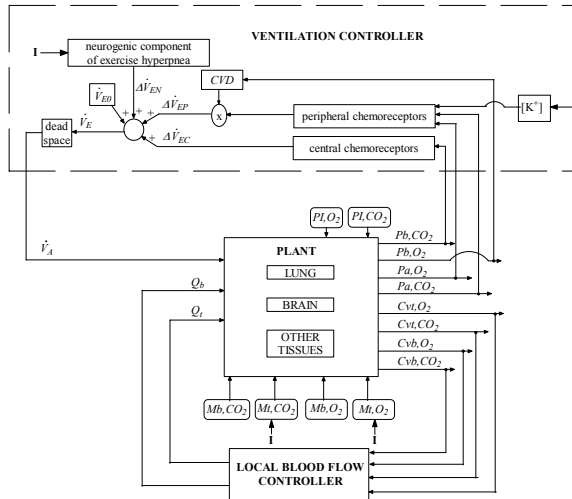 I
neurogenic component
of exercise hyperpnea
VENTILATION CONTROLLER
CVD
V̇E0
ΔV̇EN
ΔV̇EP
+
+
+
+
x
peripheral chemoreceptors
[K+]
V̇E
dead
space
ΔV̇EC
+
central chemoreceptors
PI,O2
PI,CO2
V̇A
PLANT
LUNG
BRAIN
OTHER
TISSUES
Qb
Qt
Pb,CO2
Pb,O2
Pa,O2
Pa,CO2
Cvt,O2
Cvt,CO2
Cvb,O2
Cvb,CO2
Mb,CO2
Mt,CO2
Mb,O2
Mt,O2
I
I
LOCAL BLOOD FLOW
CONTROLLER